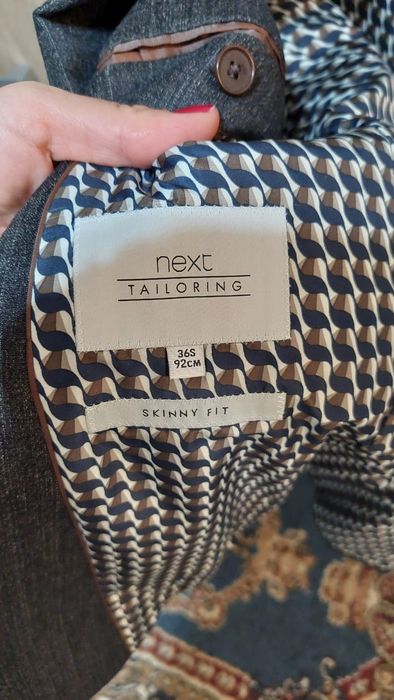 next
TAILORING
36S
92CM
SKINNY FIT